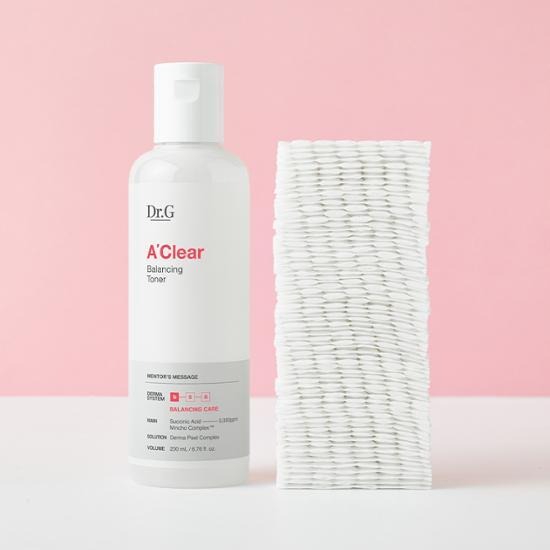 Dr.G
A'Clear
Balancing
Toner
MENTOR'S MESSAGE
DERMA
SYSTEM
BALANCING CARE
MAIN
Succinic Acid
Mincho Complex™
SOLUTION Derma Peel Complex
VOLUME 200 mL / 6.76 fl. oz.